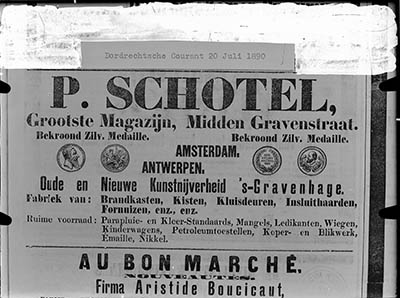 Dordrechtsche Courant 20 Juli 1890
P. SCHOTEL,
Grootste Magazijn, Midden Gravenstraat.
Bekroond Zilv. Medaille. Bekroond Zilv. Medaille.
AMSTERDAM.
ANTWERPEN.
Oude en Nieuwe Kunstnijverheid 's-Gravenhage.
Fabriek van: Brandkasten, Kisten, Kluisdeuren, Insluithaarden,
Fornuizen, enz., enz.
Ruime voorraad: Parapluie- en Kleer-Standaards, Mangels, Ledikanten, Wiegen,
Kinderwagens, Petroleumtoestellen, Koper- en Blikwerk,
Emaille, Nikkel.
AU BON MARCHÉ.
NOUVEAUTÉS.
Firma Aristide Boucicaut,